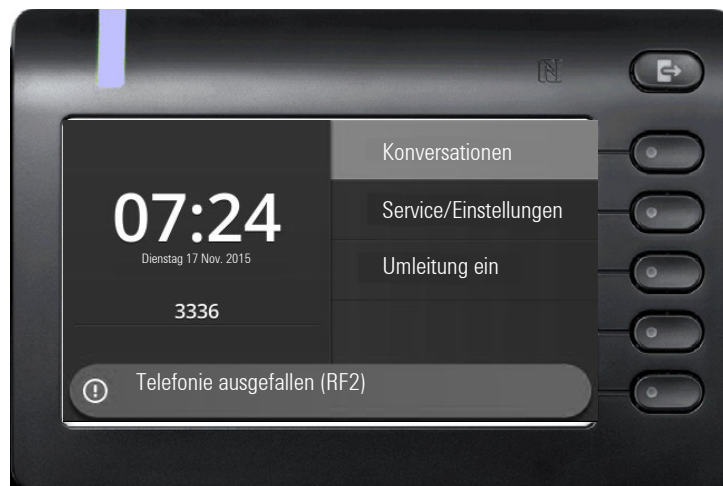 Konversationen
07:24
Service/Einstellungen
Dienstag 17 Nov. 2015
Umleitung ein
3336
Telefonie ausgefallen (RF2)